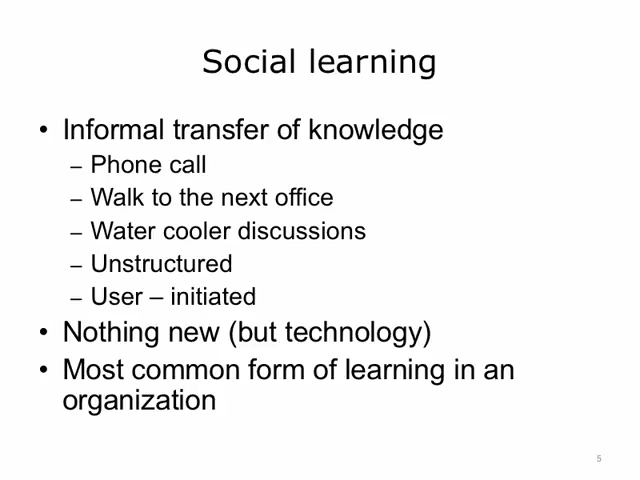 Social learning
• Informal transfer of knowledge
– Phone call
– Walk to the next office
– Water cooler discussions
– Unstructured
– User – initiated
• Nothing new (but technology)
• Most common form of learning in an
organization
5